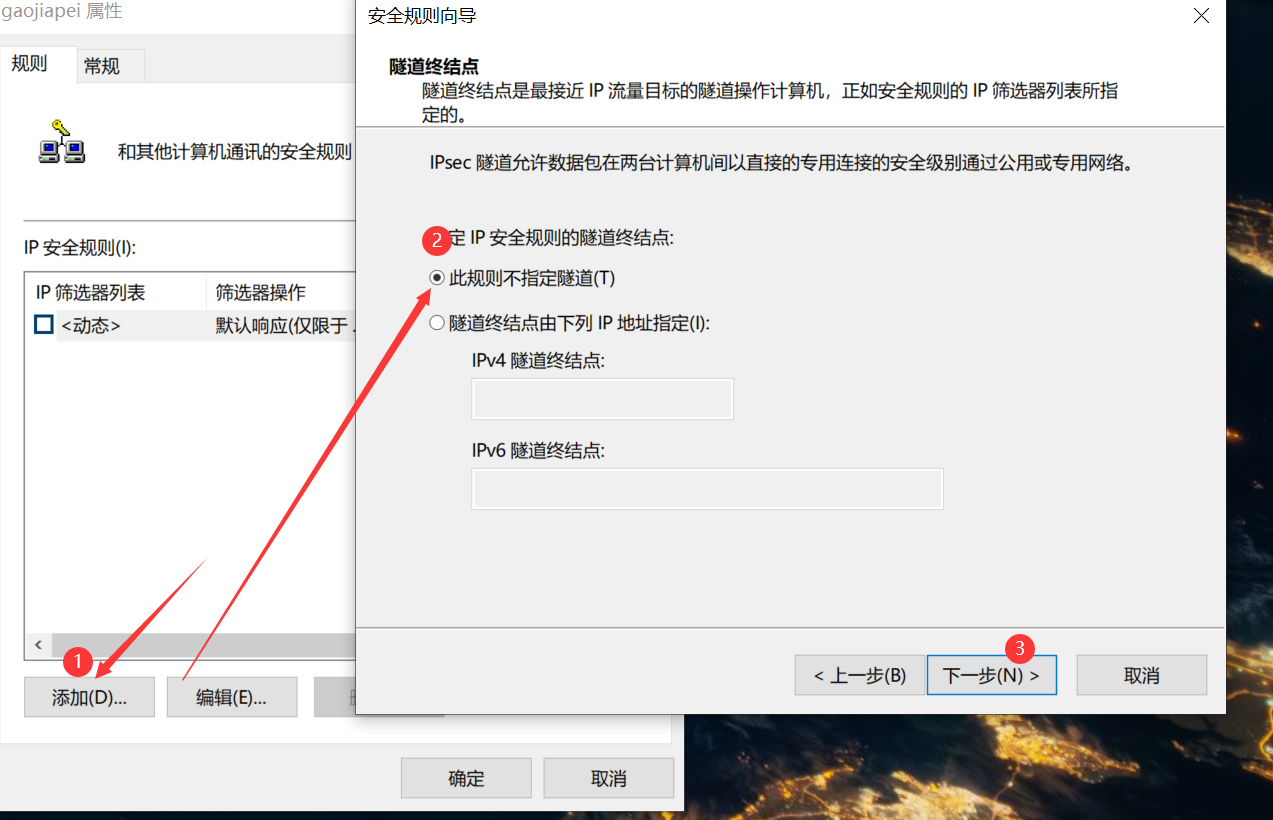 gaojiapei 属性
规则
常规
和其他计算机通讯的安全规则
IP 安全规则(I):
IP 筛选器列表
筛选器操作
<动态>
默认响应(仅限于
1
添加(D)...
编辑(E)...
确定
取消
安全规则向导
隧道终结点
隧道终结点是最接近 IP 流量目标的隧道操作计算机，正如安全规则的 IP 筛选器列表所指
定的。
IPsec 隧道允许数据包在两台计算机间以直接的专用连接的安全级别通过公用或专用网络。
2
定 IP 安全规则的隧道终结点:
此规则不指定隧道(T)
隧道终结点由下列 IP 地址指定(I):
IPv4 隧道终结点:
IPv6 隧道终结点:
3
< 上一步(B)
下一步(N) >
取消